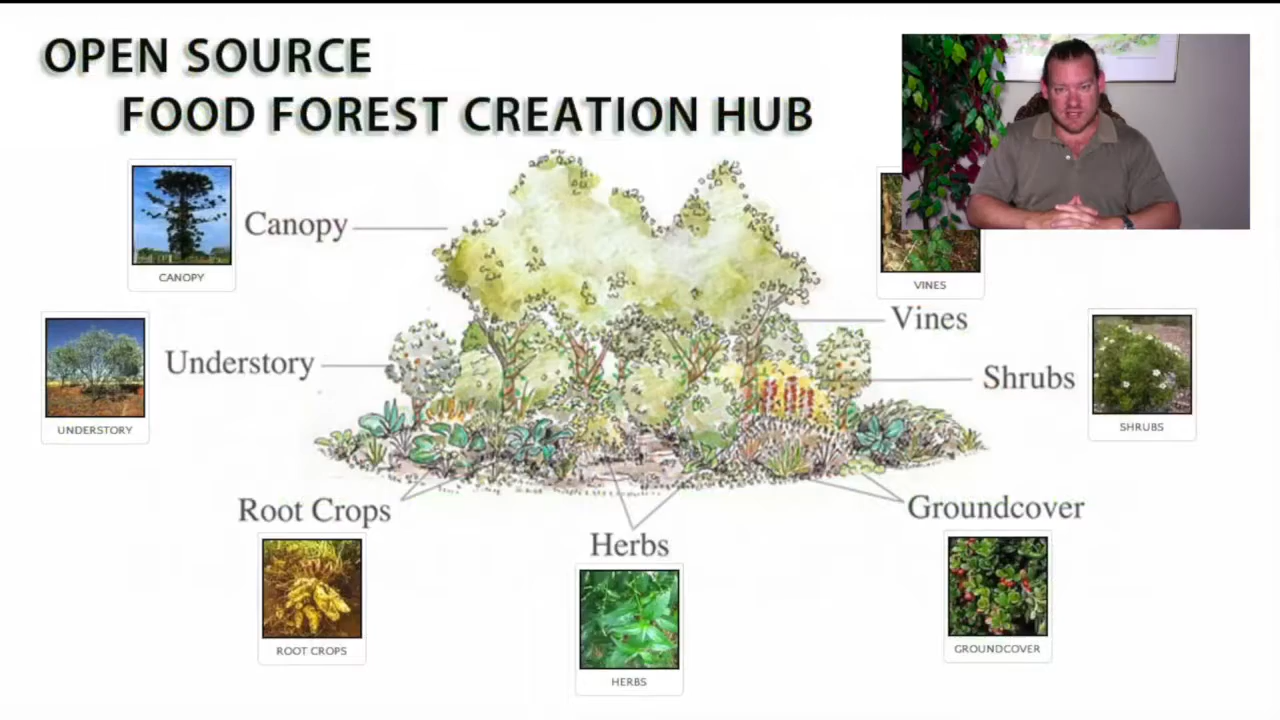 OPEN SOURCE
FOOD FOREST CREATION HUB
Canopy
CANOPY
VINES
Vines
Understory
UNDERSTORY
Shrubs
SHRUBS
Root Crops
ROOT CROPS
Herbs
HERBS
Groundcover
GROUNDCOVER